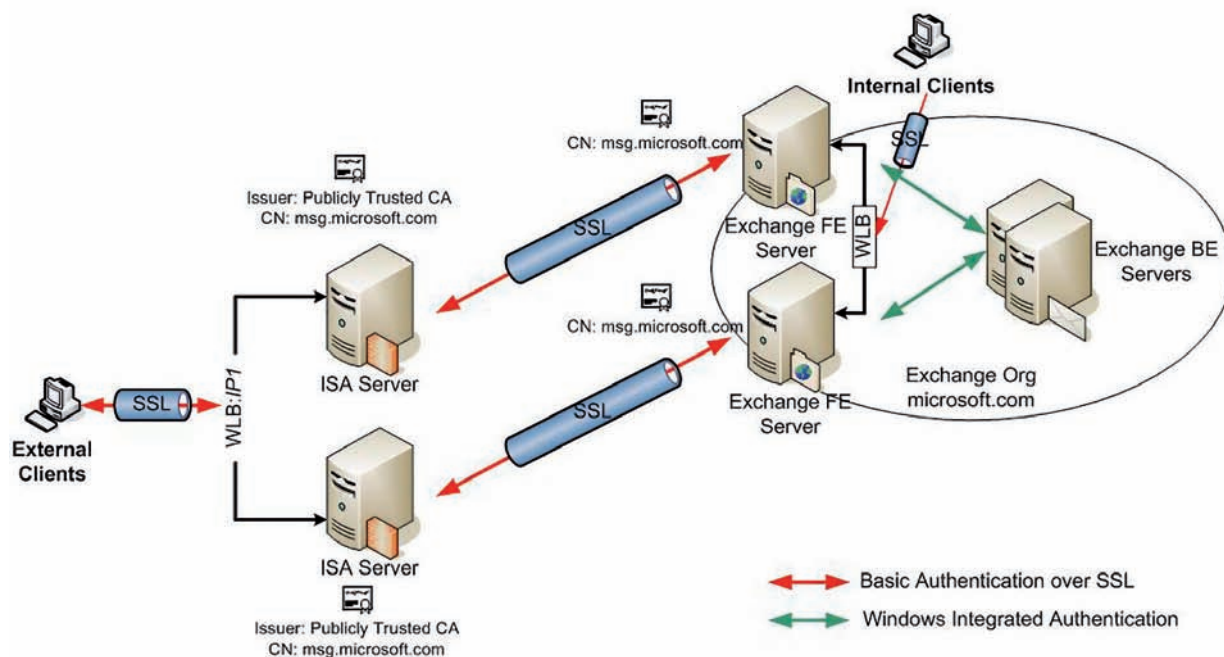 Internal Clients
SSL
CN: msg.microsoft.com
Issuer: Publicly Trusted CA
CN: msg.microsoft.com
SSL
Exchange FE
Server
WLB
Exchange BE
Servers
CN: msg.microsoft.com
ISA Server
WLB:IP1
SSL
External
Clients
SSL
Exchange FE
Server
Exchange Org
microsoft.com
ISA Server
Issuer: Publicly Trusted CA
CN: msg.microsoft.com
Basic Authentication over SSL
Windows Integrated Authentication